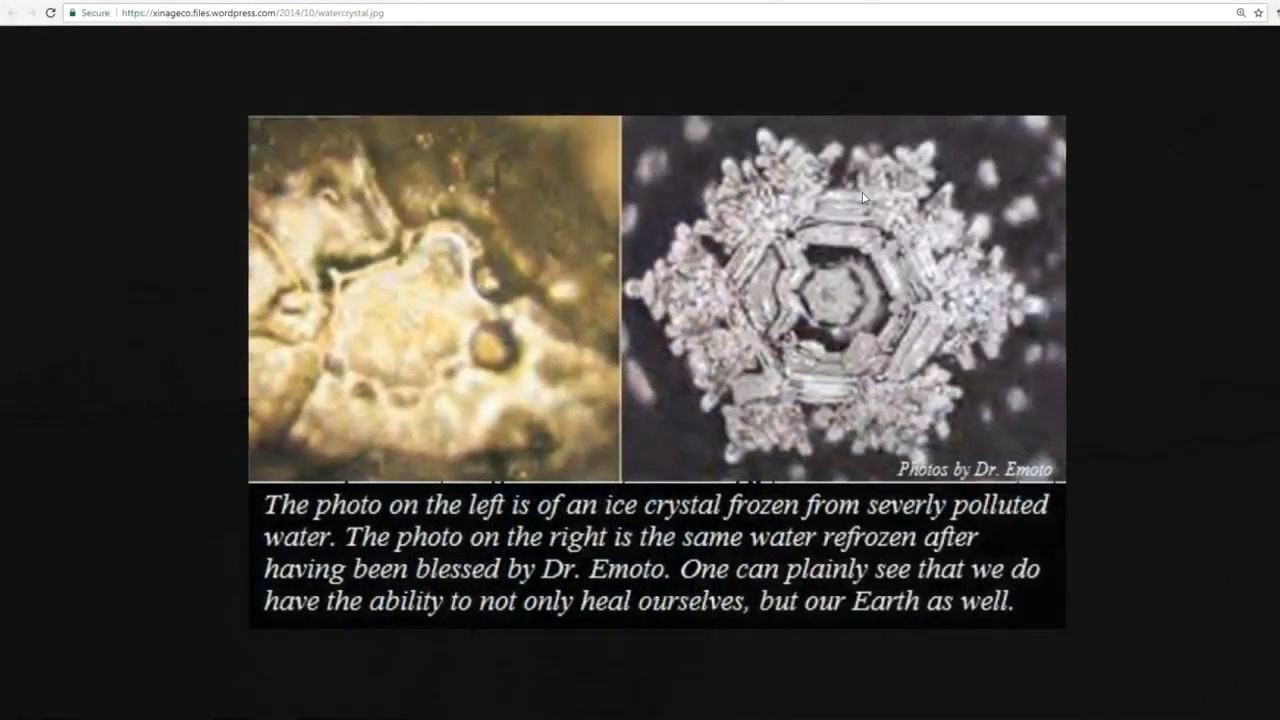 Secure
https://xinageco.files.wordpress.com/2014/10/watercrystal.jpg
Photos by Dr. Emoto
The photo on the left is of an ice crystal frozen from severly polluted
water. The photo on the right is the same water refrozen after
having been blessed by Dr. Emoto. One can plainly see that we do
have the ability to not only heal ourselves, but our Earth as well.